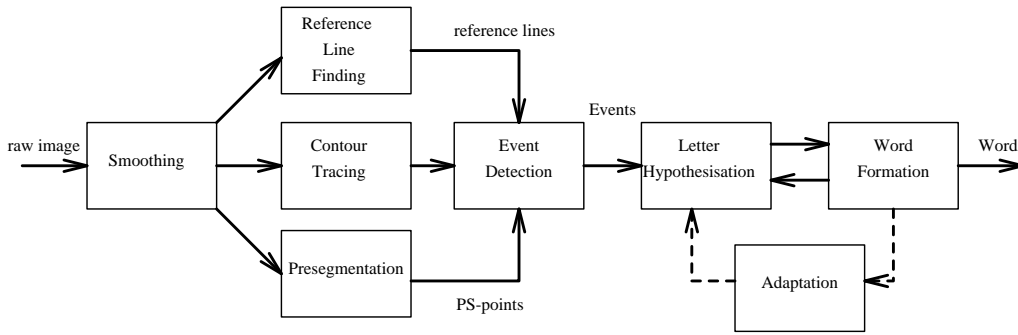 Reference
Line
Finding
reference lines
raw image
Smoothing
Contour
Tracing
Event
Detection
Events
Letter
Hypothesisation
Word
Formation
Word
Presegmentation
PS-points
Adaptation